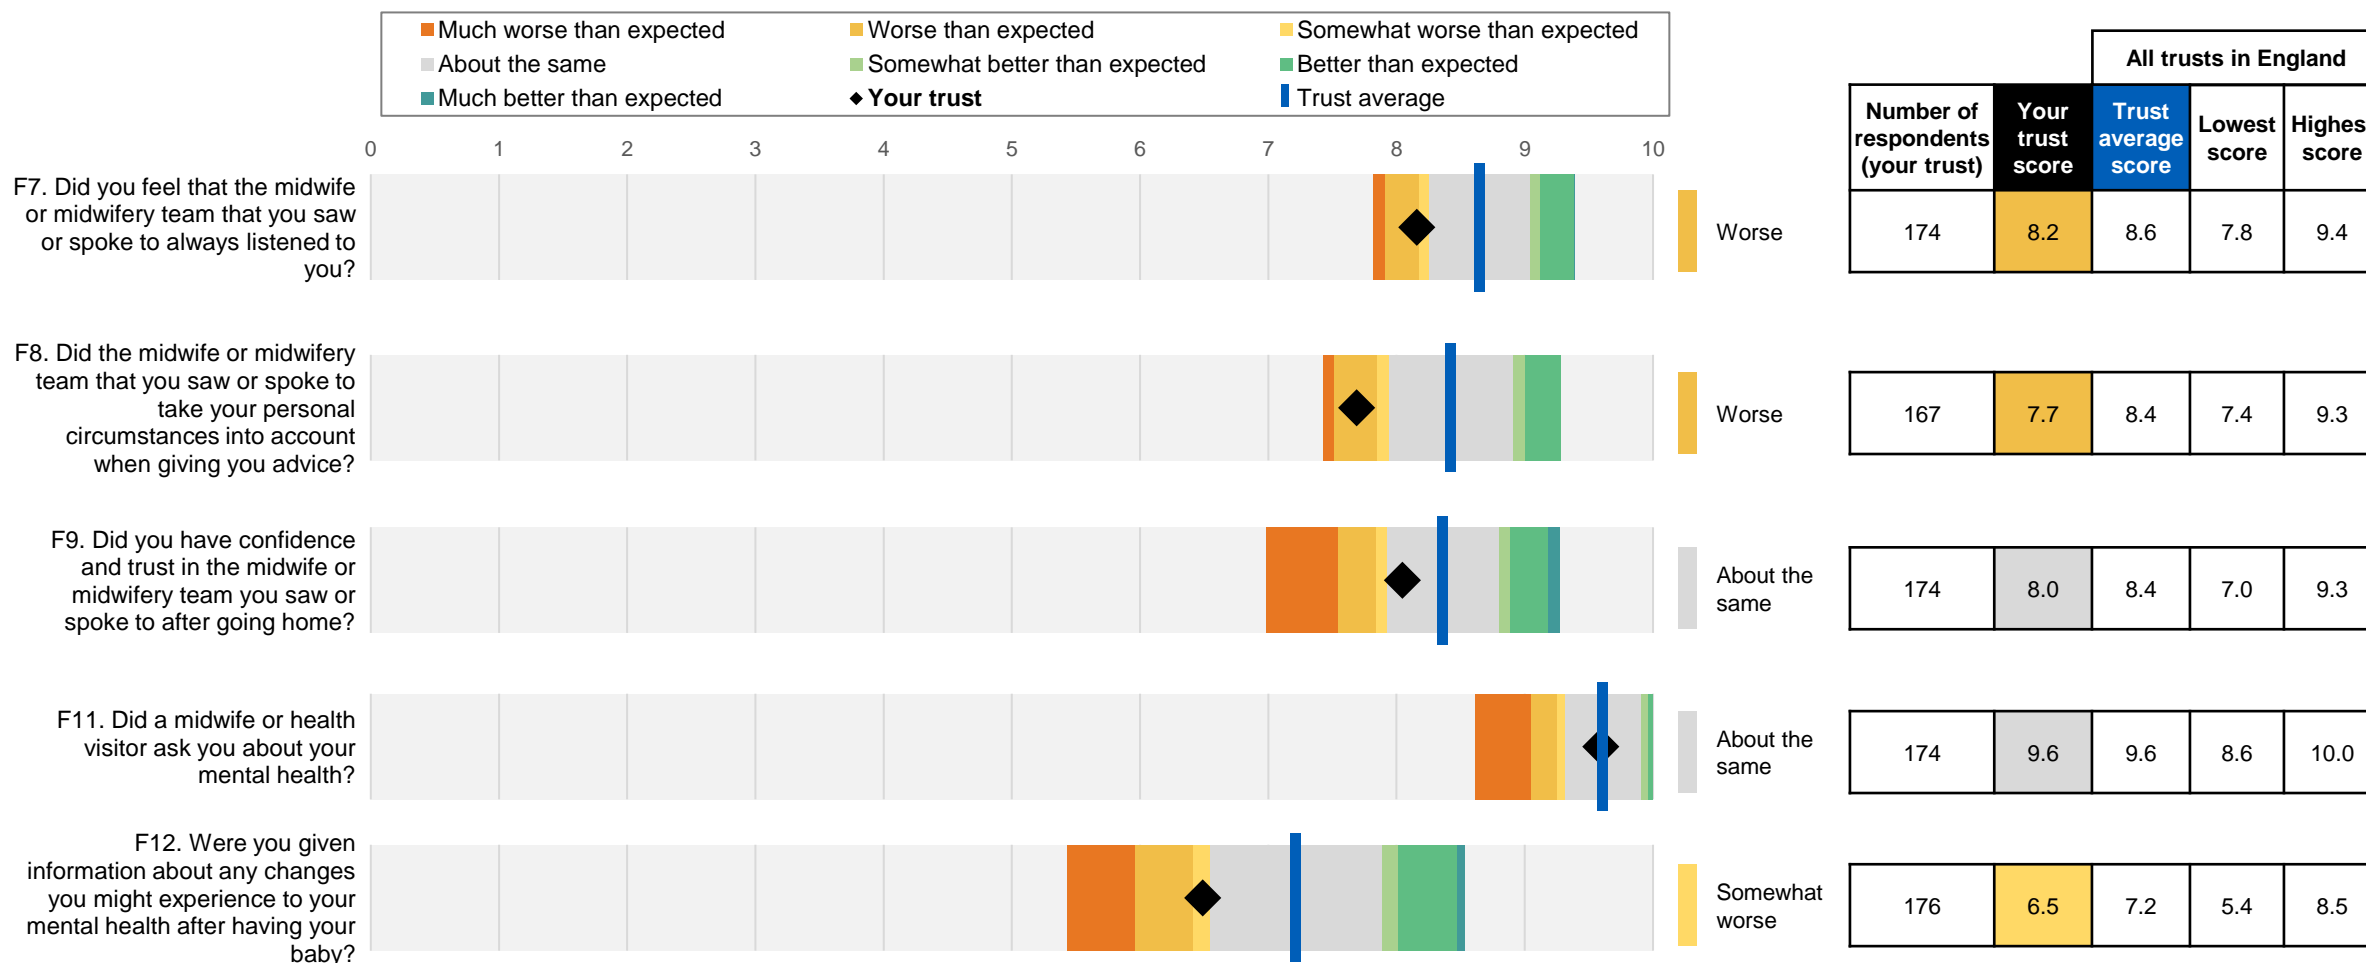 Much worse than expected
Worse than expected
Somewhat worse than expected
About the same
Somewhat better than expected
Better than expected
Much better than expected
Your trust
Trust average
All trusts in England
Number of
respondents
(your trust)
Your
trust
score
Trust
average
score
Lowest
score
Highes
score
0 1 2 3 4 5 6 7 8 9 10
F7. Did you feel that the midwife
or midwifery team that you saw
or spoke to always listened to
you?
Worse
174 8.2 8.6 7.8 9.4
F8. Did the midwife or midwifery
team that you saw or spoke to
take your personal
circumstances into account
when giving you advice?
Worse
167 7.7 8.4 7.4 9.3
F9. Did you have confidence
and trust in the midwife or
midwifery team you saw or
spoke to after going home?
About the
same
174 8.0 8.4 7.0 9.3
F11. Did a midwife or health
visitor ask you about your
mental health?
About the
same
174 9.6 9.6 8.6 10.0
F12. Were you given
information about any changes
you might experience to your
mental health after having your
baby?
Somewhat
worse
176 6.5 7.2 5.4 8.5